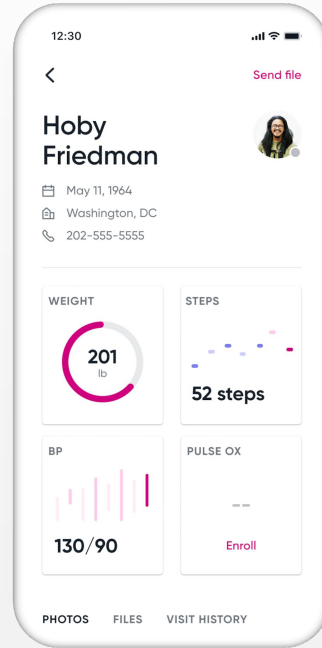 12:30
Send file
Hoby
Friedman
May 11, 1964
Washington, DC
202-555-5555
WEIGHT
201
lb
STEPS
52 steps
BP
130/90
PULSE OX
--
Enroll
PHOTOS FILES VISIT HISTORY